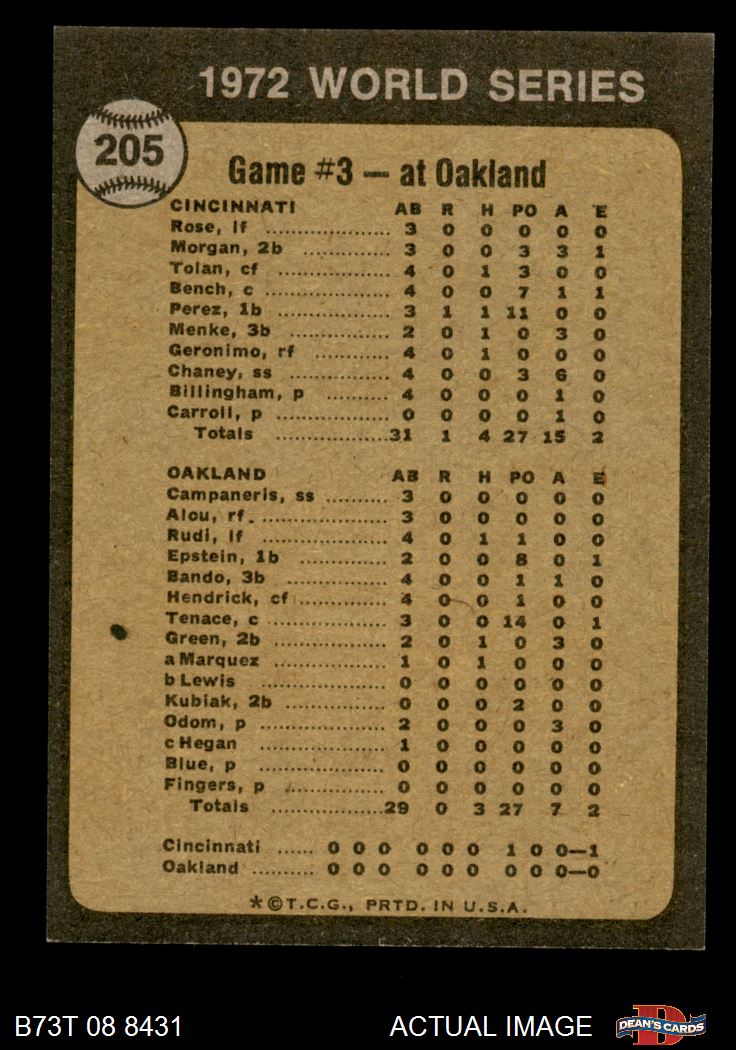 1972 WORLD SERIES
205
Game #3 — at Oakland
CINCINNATI AB R H PO A E
Rose, lf .................... 3 0 0 0 0 0
Morgan, 2b .............. 3 0 0 3 3 1
Tolan, cf .................. 4 0 1 3 0 0
Bench, c .................. 4 0 0 7 1 1
Perez, 1b ................ 3 1 1 11 0 0
Menke, 3b ................ 2 0 1 0 3 0
Geronimo, rf ............ 4 0 1 0 0 0
Chaney, ss ................ 4 0 0 3 6 0
Billingham, p .......... 4 0 0 0 1 0
Carroll, p ................ 0 0 0 0 1 0
Totals .................. 31 1 4 27 15 2
OAKLAND AB R H PO A E
Campaneris, ss .......... 3 0 0 0 0 0
Alou, rf .................... 3 0 0 0 0 0
Rudi, lf .................... 4 0 1 1 0 0
Epstein, 1b ................ 2 0 0 8 0 1
Bando, 3b ................ 4 0 0 1 1 0
Hendrick, cf .............. 4 0 0 1 0 0
Tenace, c .................. 3 0 0 14 0 1
Green, 2b .................. 2 0 1 0 3 0
a Marquez .................. 1 0 1 0 0 0
b Lewis .................... 0 0 0 0 0 0
Kubiak, 2b ................ 0 0 0 2 0 0
Odom, p .................... 2 0 0 0 3 0
c Hegan .................... 1 0 0 0 0 0
Blue, p .................... 0 0 0 0 0 0
Fingers, p ................ 0 0 0 0 0 0
Totals .................. 29 0 3 27 7 2
Cincinnati ...... 0 0 0 0 0 0 1 0 0—1
Oakland .......... 0 0 0 0 0 0 0 0 0—0
*©T.C.G., PRTD. IN U.S.A.
B73T 08 8431 ACTUAL IMAGE D DEAN'S CARDS